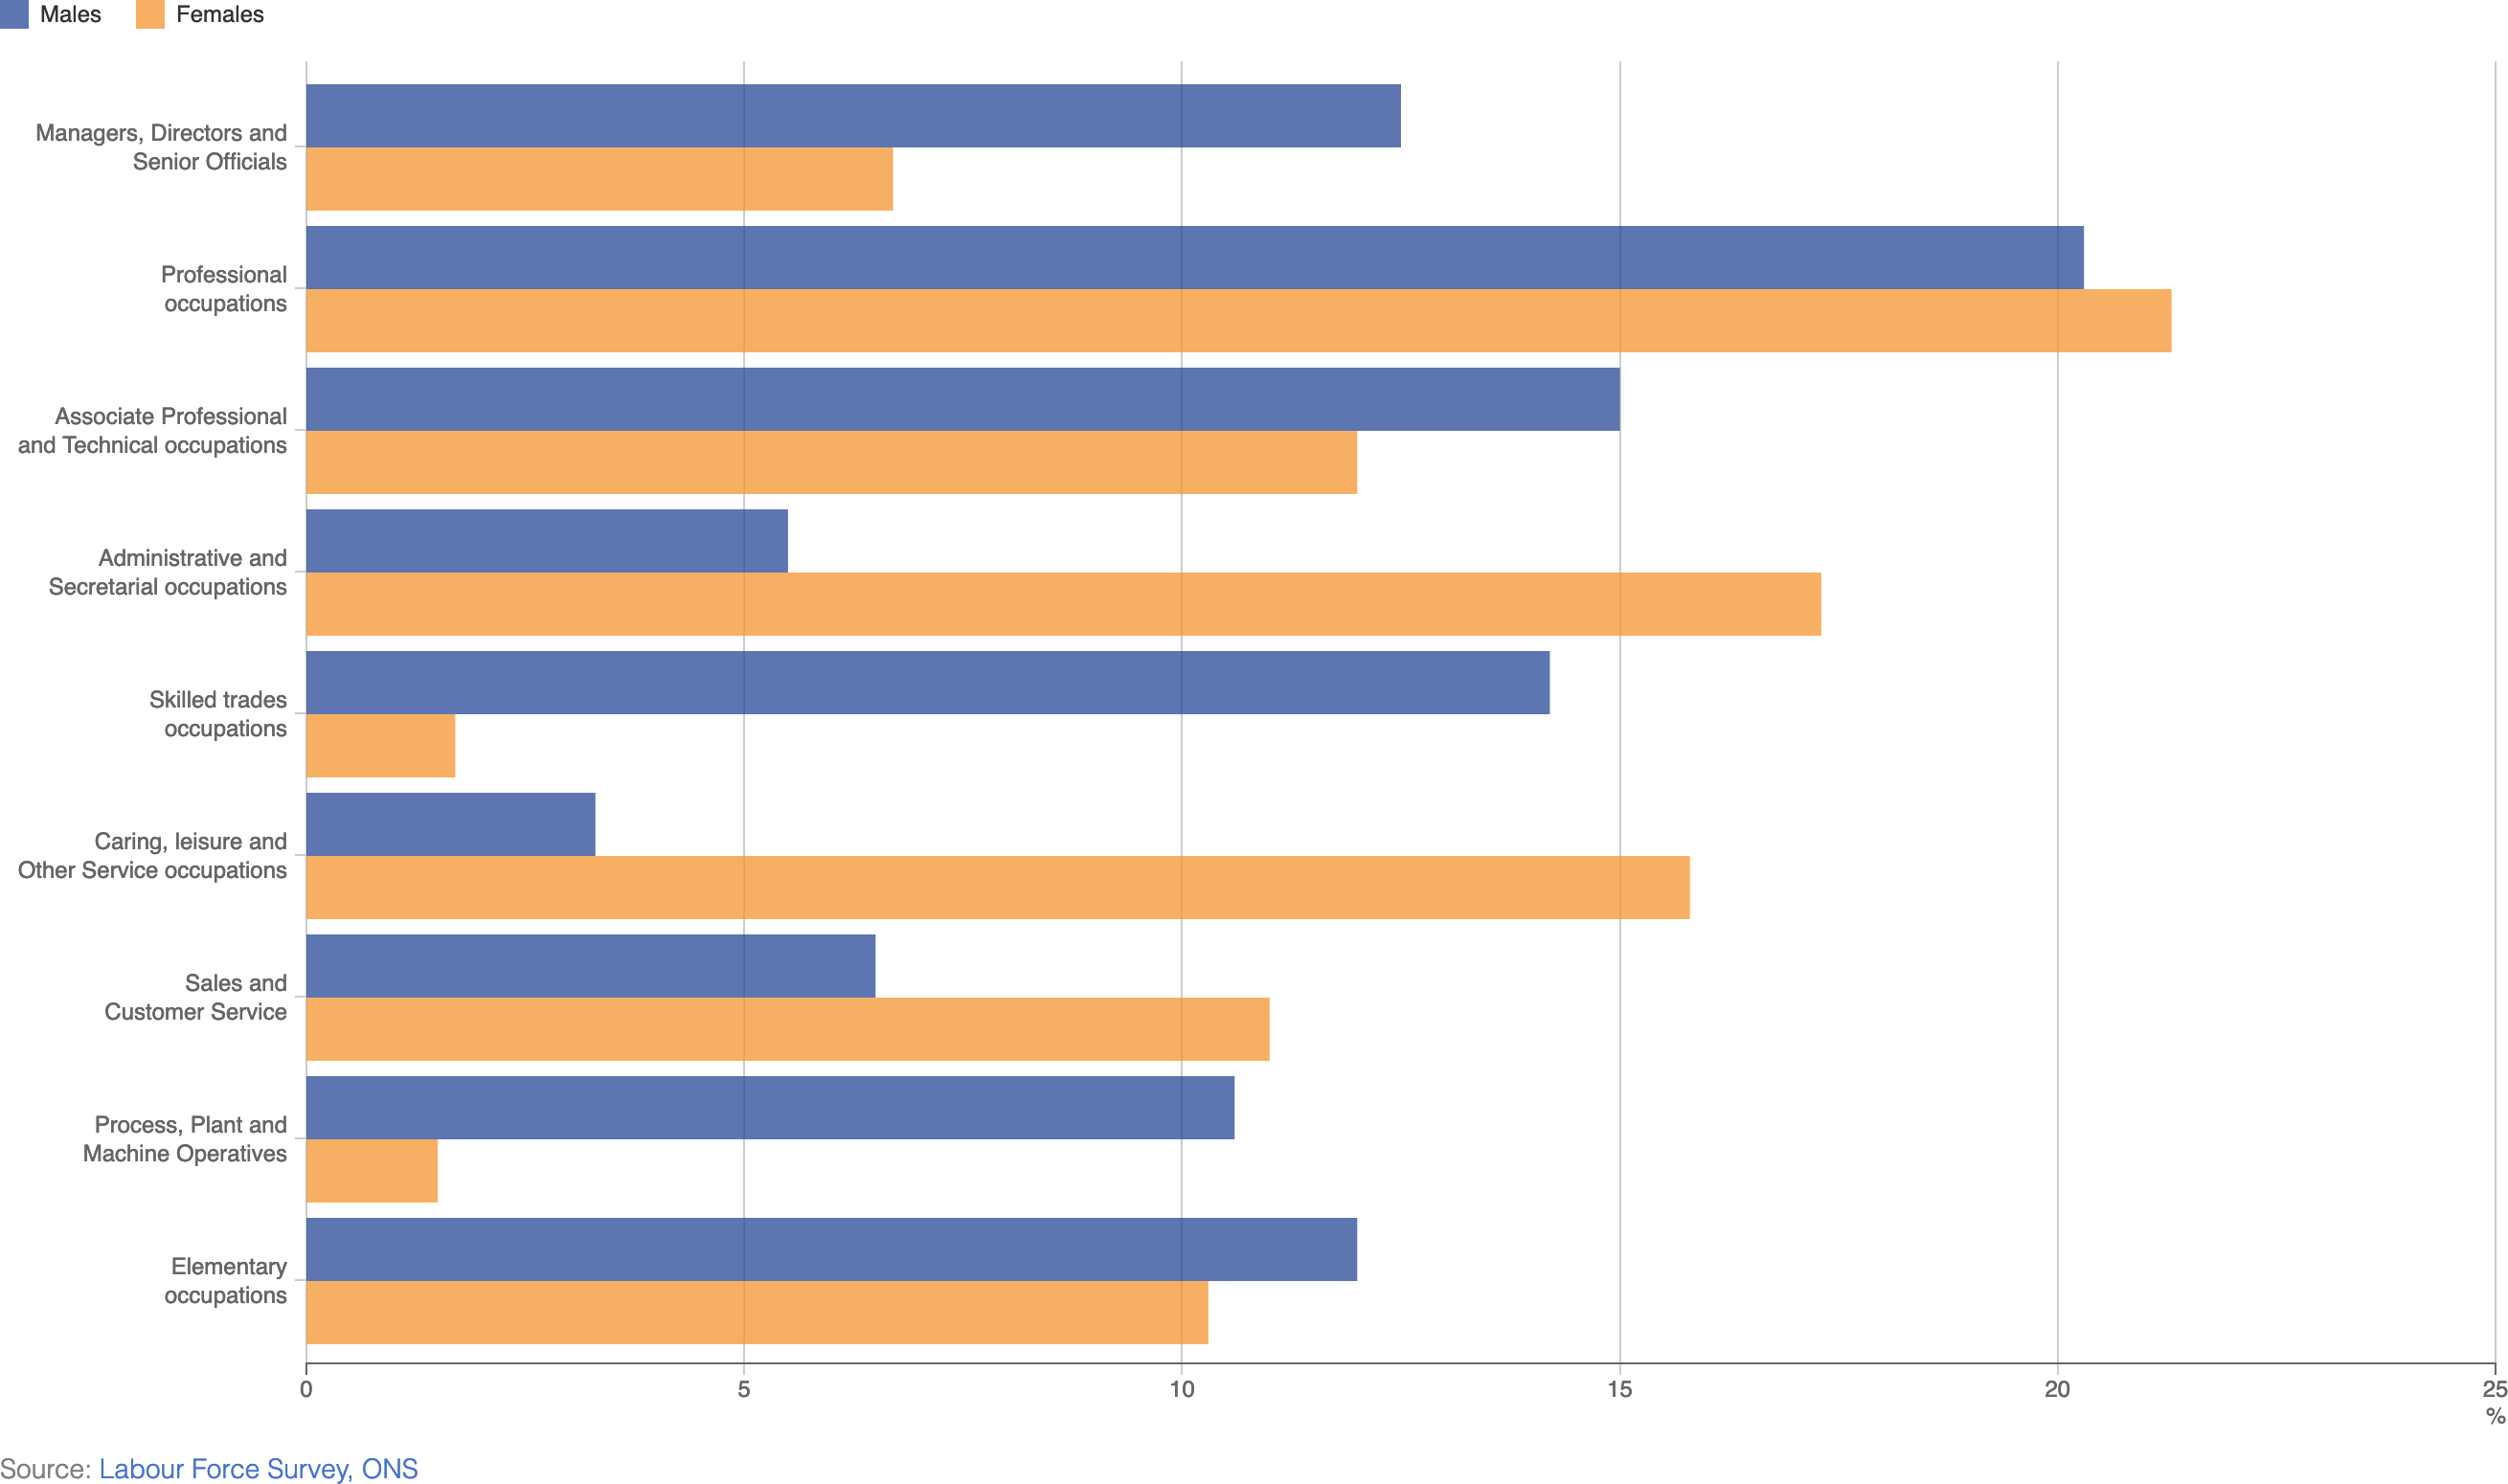 Males Females
Managers, Directors and
Senior Officials
Professional
occupations
Associate Professional
and Technical occupations
Administrative and
Secretarial occupations
Skilled trades
occupations
Caring, leisure and
Other Service occupations
Sales and
Customer Service
Process, Plant and
Machine Operatives
Elementary
occupations
0 5 10 15 20 25
%
Source: Labour Force Survey, ONS